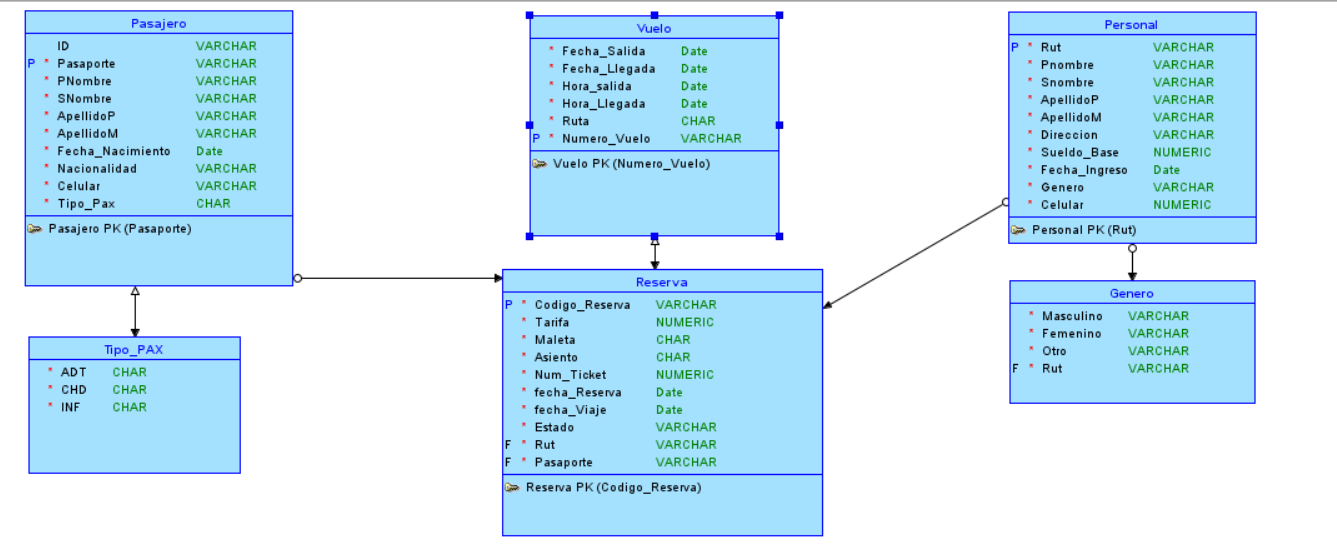 Pasajero
ID VARCHAR
P * Pasaporte VARCHAR
* PNombre VARCHAR
* SNombre VARCHAR
* ApellidoP VARCHAR
* ApellidoM VARCHAR
* Fecha_Nacimiento Date
* Nacionalidad VARCHAR
* Celular VARCHAR
* Tipo_Pax CHAR
Pasajero PK (Pasaporte)
Vuelo
* Fecha_Salida Date
* Fecha_Llegada Date
* Hora_salida Date
* Hora_Llegada Date
* Ruta CHAR
P * Numero_Vuelo VARCHAR
Vuelo PK (Numero_Vuelo)
Personal
P * Rut VARCHAR
* Pnombre VARCHAR
* Snombre VARCHAR
* ApellidoP VARCHAR
* ApellidoM VARCHAR
* Direccion VARCHAR
* Sueldo_Base NUMERIC
* Fecha_Ingreso Date
* Genero VARCHAR
* Celular NUMERIC
Personal PK (Rut)
Tipo_PAX
* ADT CHAR
* CHD CHAR
* INF CHAR
Reserva
P * Codigo_Reserva VARCHAR
* Tarifa NUMERIC
* Maleta CHAR
* Asiento CHAR
* Num_Ticket NUMERIC
* fecha_Reserva Date
* fecha_Viaje Date
* Estado VARCHAR
F * Rut VARCHAR
F * Pasaporte VARCHAR
Reserva PK (Codigo_Reserva)
Genero
* Masculino VARCHAR
* Femenino VARCHAR
* Otro VARCHAR
F * Rut VARCHAR